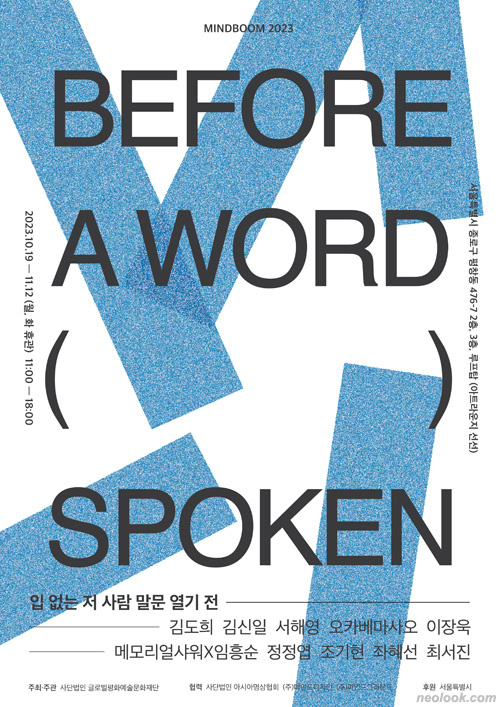 MINDBOOM 2023
BEFORE
A WORD
( )
SPOKEN
2023.10.19 — 11.12 (월, 화 휴관) 11:00 — 18:00
서울특별시 종로구 평창동 476-7 2층, 3층, 루프탑 (아트라운지 선선)
입 없는 저 사람 말문 열기 전
김도희 김신일 서해영 오카베마사오 이장욱
메모리얼샤워X임흥순 정정엽 조기현 좌혜선 최서진
주최·주관 사단법인 글로벌평화예술문화재단 협력 사단법인 아시아명상협회 후원 서울특별시
neolook.com